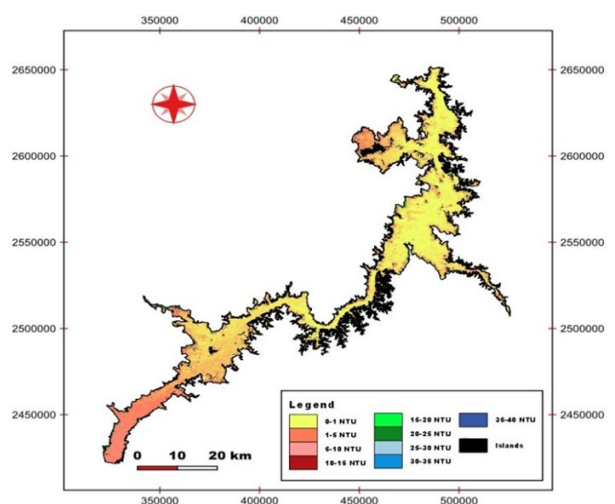 350000 400000 450000 500000
2650000 2650000
2600000 2600000
2550000 2550000
2500000 2500000
2450000 2450000
Legend
0-1 NTU 15-20 NTU 35-40 NTU
1-5 NTU 20-25 NTU Islands
5-10 NTU 25-30 NTU
10-15 NTU 30-35 NTU
0 10 20 km
350000 400000 450000 500000